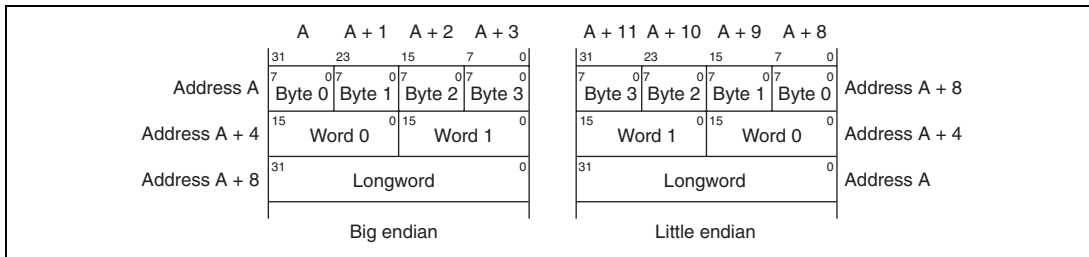 A A + 1 A + 2 A + 3 A + 11 A + 10 A + 9 A + 8
31 23 15 7 0 31 23 15 7 0
7 0 7 0 7 0 7 0 7 0 7 0 7 0 7 0
Address A Byte 0 Byte 1 Byte 2 Byte 3 Byte 3 Byte 2 Byte 1 Byte 0 Address A + 8
15 0 15 0 15 0 15 0
Address A + 4 Word 0 Word 1 Word 1 Word 0 Address A + 4
31 0 31 0
Address A + 8 Longword Longword Address A
Big endian Little endian